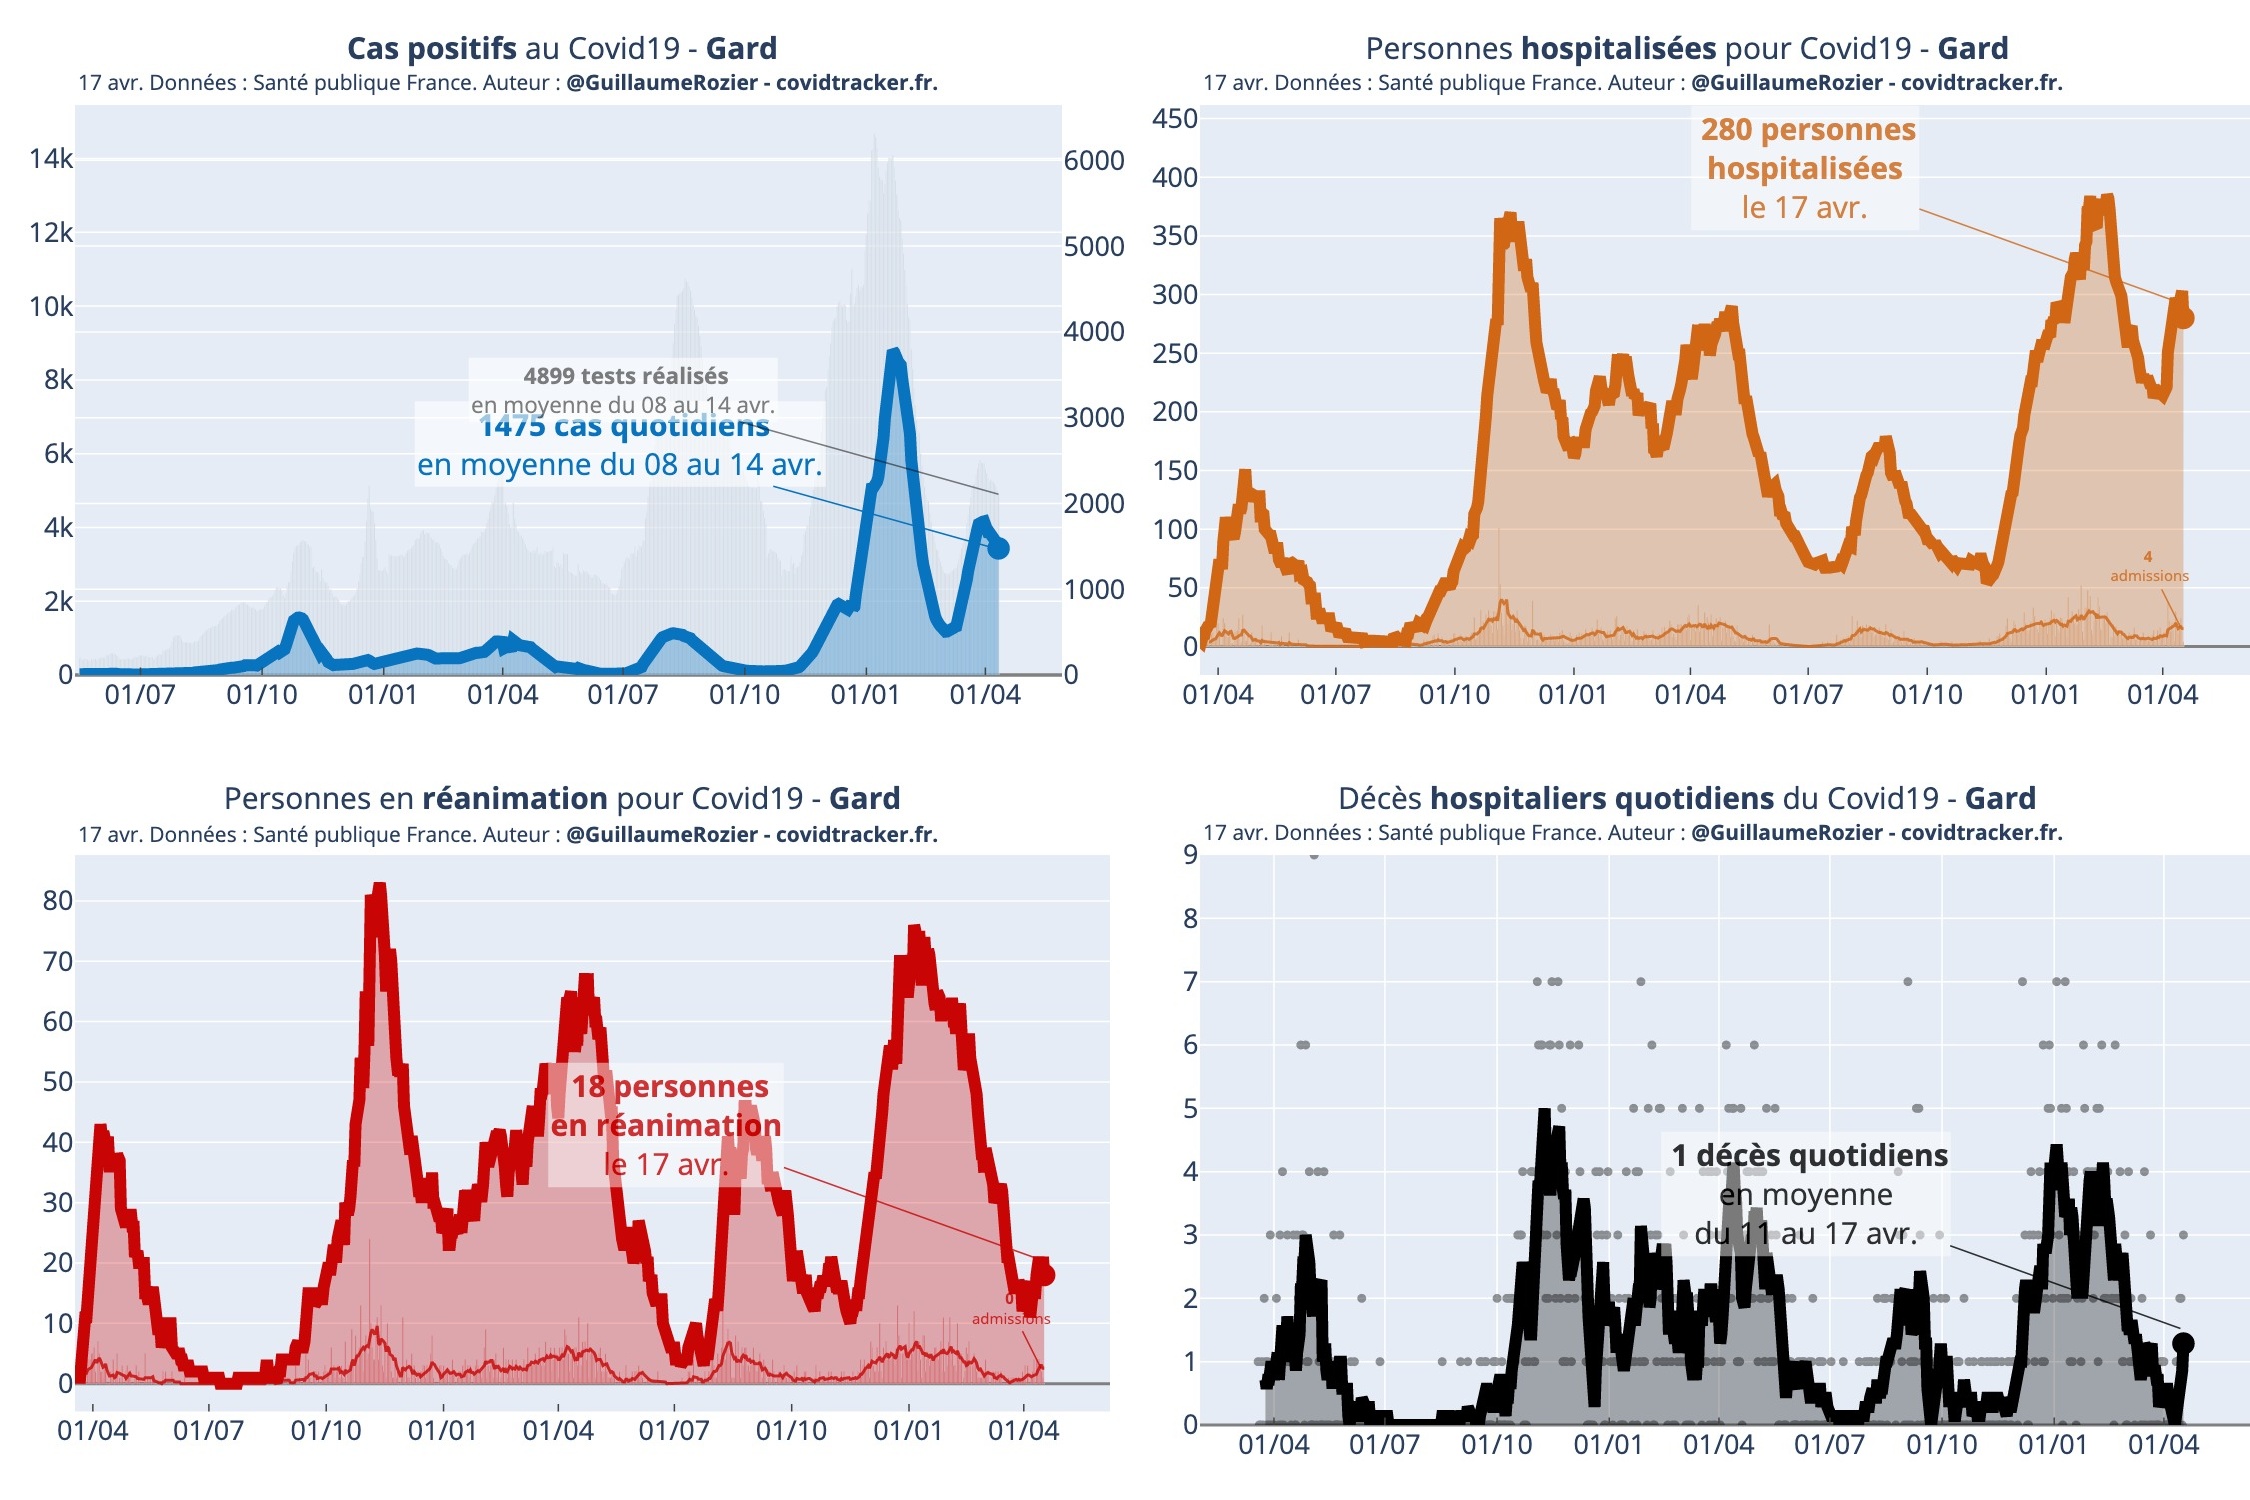 Cas positifs au Covid19 - Gard
17 avr. Données : Santé publique France. Auteur : @GuillaumeRozier - covidtracker.fr.
14k
12k
10k
8k
6k
4k
2k
0
6000
5000
4000
3000
2000
1000
0
4899 tests réalisés
en moyenne du 08 au 14 avr.
1475 cas quotidiens
en moyenne du 08 au 14 avr.
01/07 01/10 01/01 01/04 01/07 01/10 01/01 01/04
Personnes hospitalisées pour Covid19 - Gard
17 avr. Données : Santé publique France. Auteur : @GuillaumeRozier - covidtracker.fr.
450
400
350
300
250
200
150
100
50
0
280 personnes
hospitalisées
le 17 avr.
4
admissions
01/04 01/07 01/10 01/01 01/04 01/07 01/10 01/01 01/04
Personnes en réanimation pour Covid19 - Gard
17 avr. Données : Santé publique France. Auteur : @GuillaumeRozier - covidtracker.fr.
80
70
60
50
40
30
20
10
0
18 personnes
en réanimation
le 17 avr.
0
admissions
01/04 01/07 01/10 01/01 01/04 01/07 01/10 01/01 01/04
Décès hospitaliers quotidiens du Covid19 - Gard
17 avr. Données : Santé publique France. Auteur : @GuillaumeRozier - covidtracker.fr.
9
8
7
6
5
4
3
2
1
0
1 décès quotidiens
en moyenne
du 11 au 17 avr.
01/04 01/07 01/10 01/01 01/04 01/07 01/10 01/01 01/04